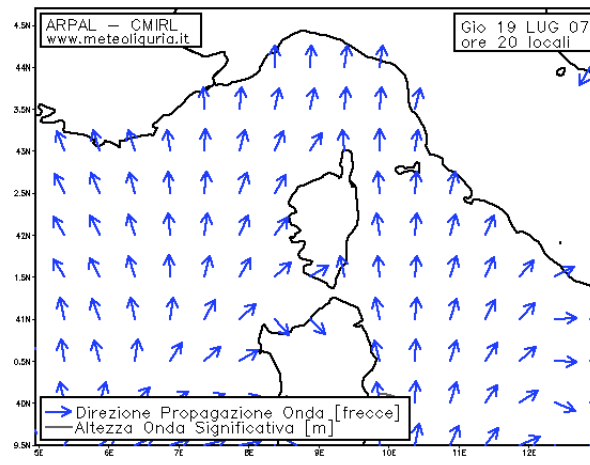 ARPAL – CMIRL
www.meteoliguria.it
Gio 19 LUG 07
ore 20 locali
4.5N
44N
3.5N
43N
2.5N
42N
1.5N
41N
0.5N
40N
9.5N
5E
6E
7E
8E
9E
10E
11E
12E
Direzione Propagazione Onda [frecce]
Altezza Onda Significativa [m]